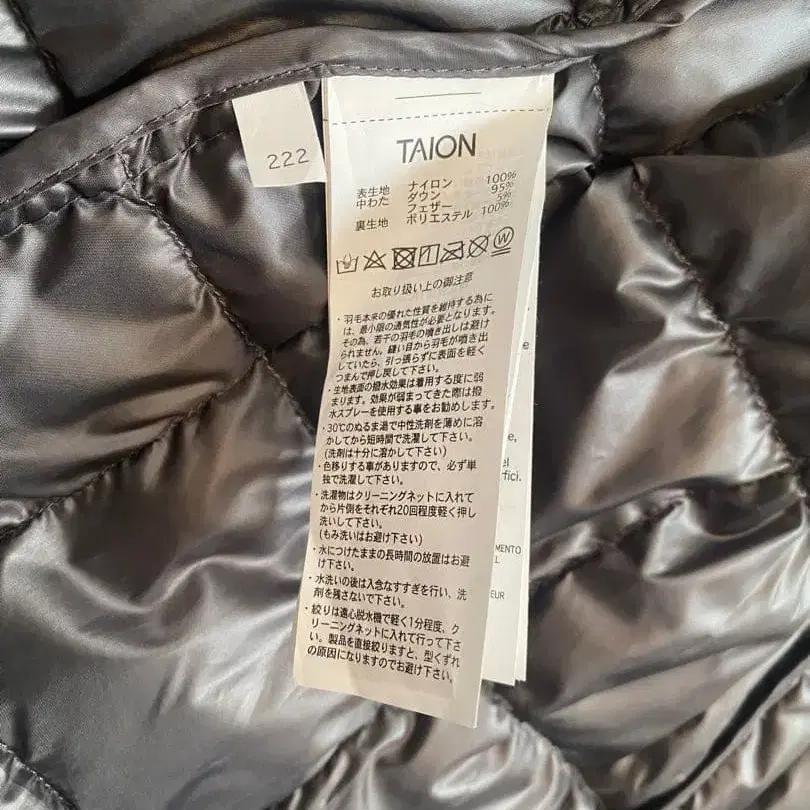 222
TAION
表生地 ナイロン 100%
中わた ダウン 95%
フェザー 5%
裏生地 ポリエステル 100%
W
お取り扱い上の御注意
・羽毛本来の優れた性質を維持する為に
は、最小限の通気性が必要となります。
その為、若干の羽毛の噴き出しは避け
られません。縫い目から羽毛が噴き出
していたら、引っ張らずに表面を軽く
つまんで押し戻して下さい。
・生地表面の撥水効果は着用する度に弱
まります。効果が弱まってきた際は撥
水スプレーを使用する事をお勧めします。
・30℃のぬるま湯で中性洗剤を薄めに溶
かしてから短時間で洗濯して下さい。
(洗剤は十分に溶かして下さい)
・色移りする事がありますので、必ず単
独で洗濯して下さい。
・洗濯物はクリーニングネットに入れて
から片側をそれぞれ20回程度軽く押し
洗いして下さい。
(もみ洗いはお避け下さい)
・水につけたままの長時間の放置はお避
け下さい。
・水洗いの後は入念なすすぎを行い、洗
剤を残さないで下さい。
・絞りは遠心脱水機で軽く1分程度、ク
リーニングネットに入れて行って下さ
い。製品を直接絞りますと、型くずれ
の原因になりますのでお避け下さい。
e,
el
fici.
MENTO
L
EUR